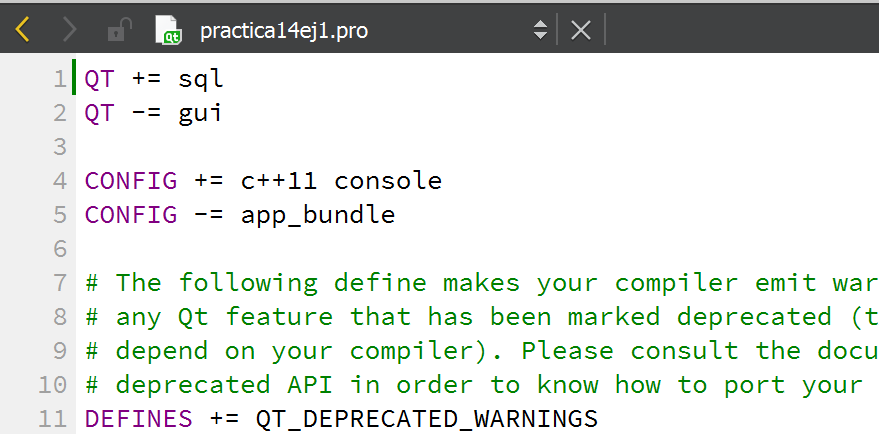 practica14ej1.pro
1 QT += sql
2 QT -= gui
3
4 CONFIG += c++11 console
5 CONFIG -= app_bundle
6
7 # The following define makes your compiler emit war
8 # any Qt feature that has been marked deprecated (t
9 # depend on your compiler). Please consult the docu
10 # deprecated API in order to know how to port your
11 DEFINES += QT_DEPRECATED_WARNINGS